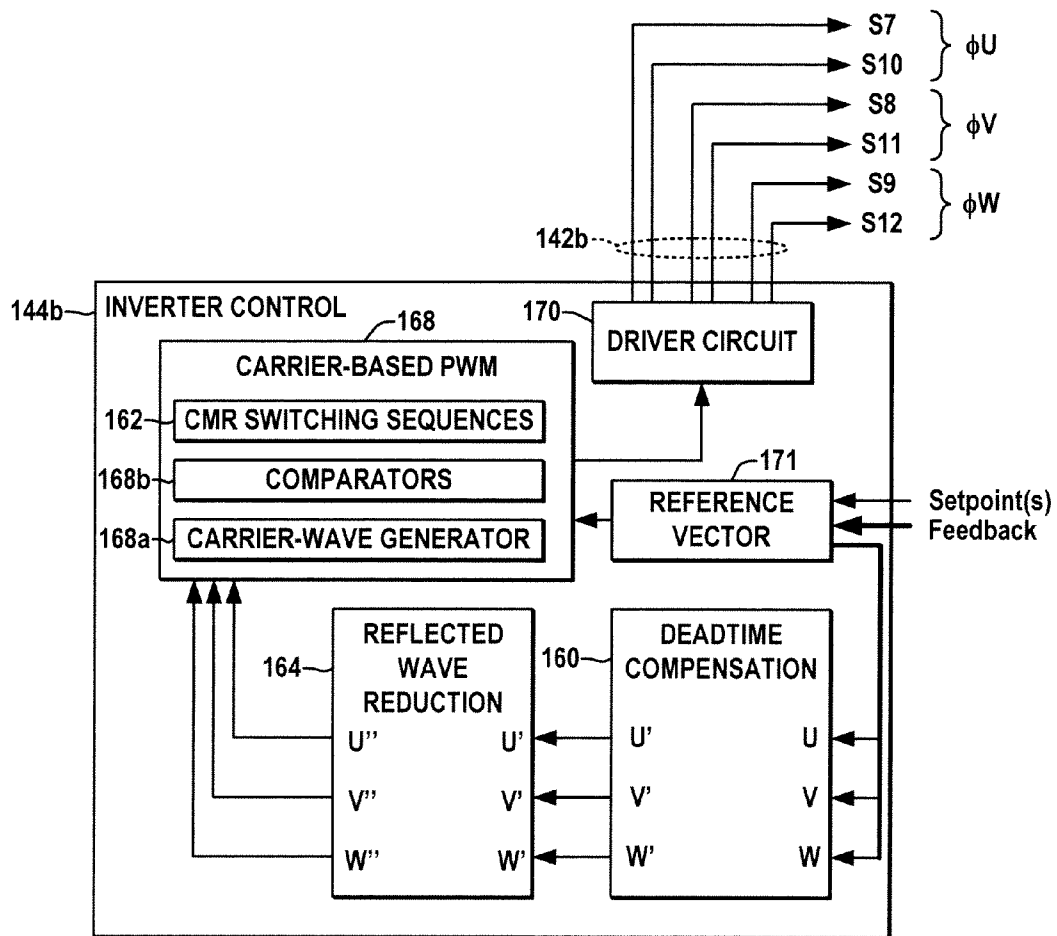 S7
S10
ϕU
S8
S11
ϕV
S9
S12
ϕW
142b
144b
INVERTER CONTROL
168
170
DRIVER CIRCUIT
CARRIER-BASED PWM
162
CMR SWITCHING SEQUENCES
168b
COMPARATORS
168a
CARRIER-WAVE GENERATOR
171
REFERENCE
VECTOR
Setpoint(s)
Feedback
164
REFLECTED
WAVE
REDUCTION
160
DEADTIME
COMPENSATION
U’’ U’ U’ U
V’’ V’ V’ V
W’’ W’ W’ W